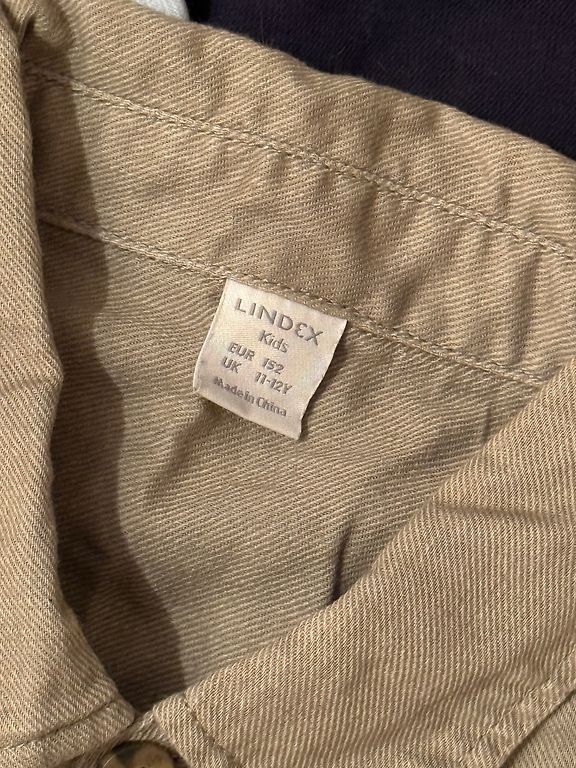 LINDEX
Kids
EUR 152
UK 11-12Y
Made in China